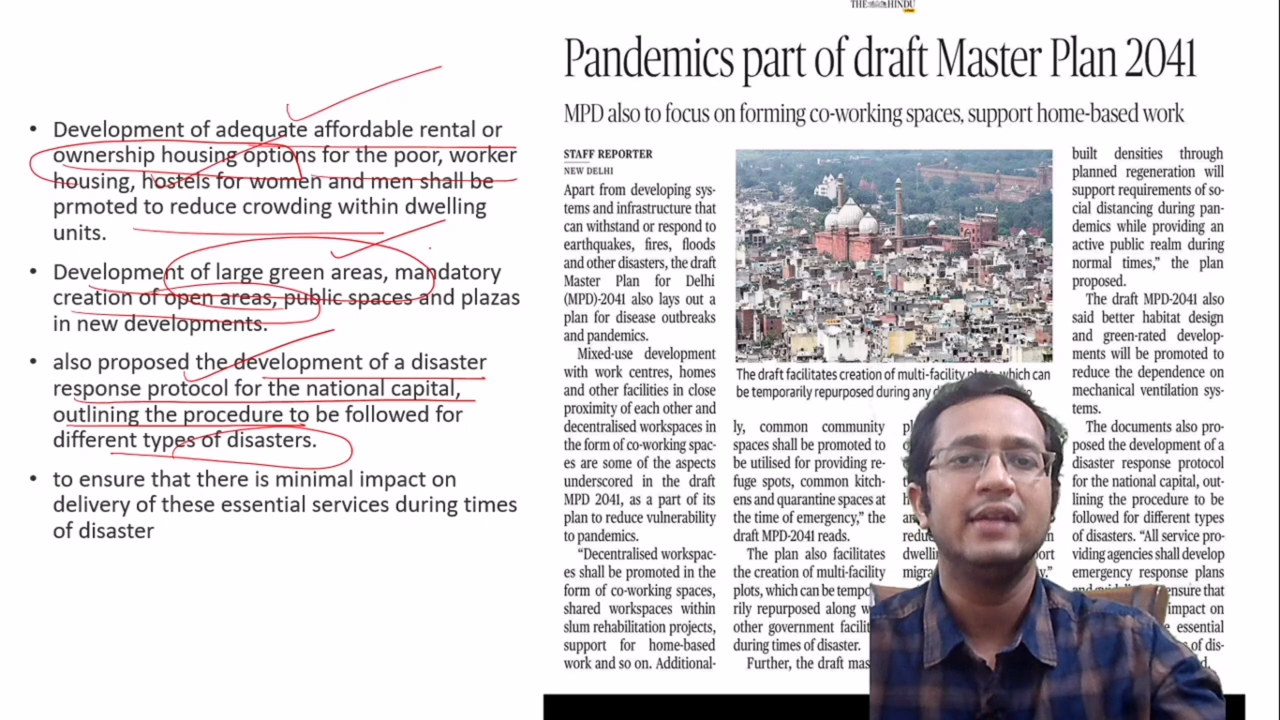 • Development of adequate affordable rental or
ownership housing options for the poor, worker
housing, hostels for women and men shall be
prmoted to reduce crowding within dwelling
units.
• Development of large green areas, mandatory
creation of open areas, public spaces and plazas
in new developments.
• also proposed the development of a disaster
response protocol for the national capital,
outlining the procedure to be followed for
different types of disasters.
• to ensure that there is minimal impact on
delivery of these essential services during times
of disaster
THE HINDU
Pandemics part of draft Master Plan 2041
MPD also to focus on forming co-working spaces, support home-based work
STAFF REPORTER
NEW DELHI
Apart from developing sys-
tems and infrastructure that
can withstand or respond to
earthquakes, fires, floods
and other disasters, the draft
Master Plan for Delhi
(MPD)-2041 also lays out a
plan for disease outbreaks
and pandemics.
Mixed-use development
with work centres, homes
and other facilities in close
proximity of each other and
decentralised workspaces in
the form of co-working spac-
es are some of the aspects
underscored in the draft
MPD 2041, as a part of its
plan to reduce vulnerability
to pandemics.
“Decentralised workspac-
es shall be promoted in the
form of co-working spaces,
shared workspaces within
slum rehabilitation projects,
support for home-based
work and so on. Additional-
The draft facilitates creation of multi-facility which can
be temporarily repurposed during any
ly, common community
spaces shall be promoted to
be utilised for providing re-
fuge spots, common kitch-
ens and quarantine spaces at
the time of emergency,” the
draft MPD-2041 reads.
The plan also facilitates
the creation of multi-facility
plots, which can be tempo
rily repurposed along
other government facilit
during times of disaster.
Further, the draft mas
built densities through
planned regeneration will
support requirements of so-
cial distancing during pan-
demics while providing an
active public realm during
normal times,” the plan
proposed.
The draft MPD-2041 also
said better habitat design
and green-rated develop-
ments will be promoted to
reduce the dependence on
mechanical ventilation sys-
tems.
The documents also pro-
posed the development of a
disaster response protocol
for the national capital, out-
lining the procedure to be
followed for different types
of disasters. “All service pro-
viding agencies shall develop
emergency response plans
ensure that
impact on
essential
of dis-